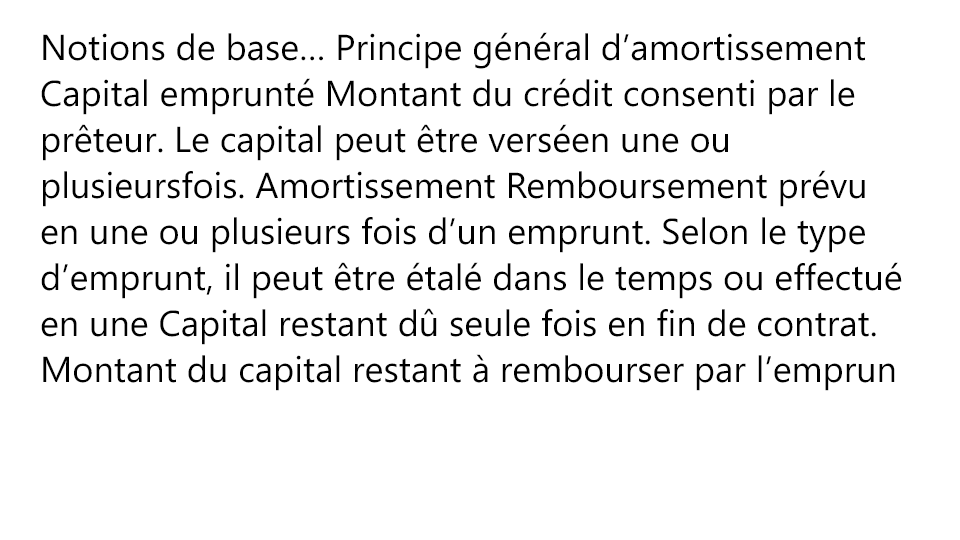 Notions de base… Principe général d’amortissement
Capital emprunté Montant du crédit consenti par le
prêteur. Le capital peut être verséen une ou
plusieursfois. Amortissement Remboursement prévu
en une ou plusieurs fois d’un emprunt. Selon le type
d’emprunt, il peut être étalé dans le temps ou effectué
en une Capital restant dû seule fois en fin de contrat.
Montant du capital restant à rembourser par l’emprun